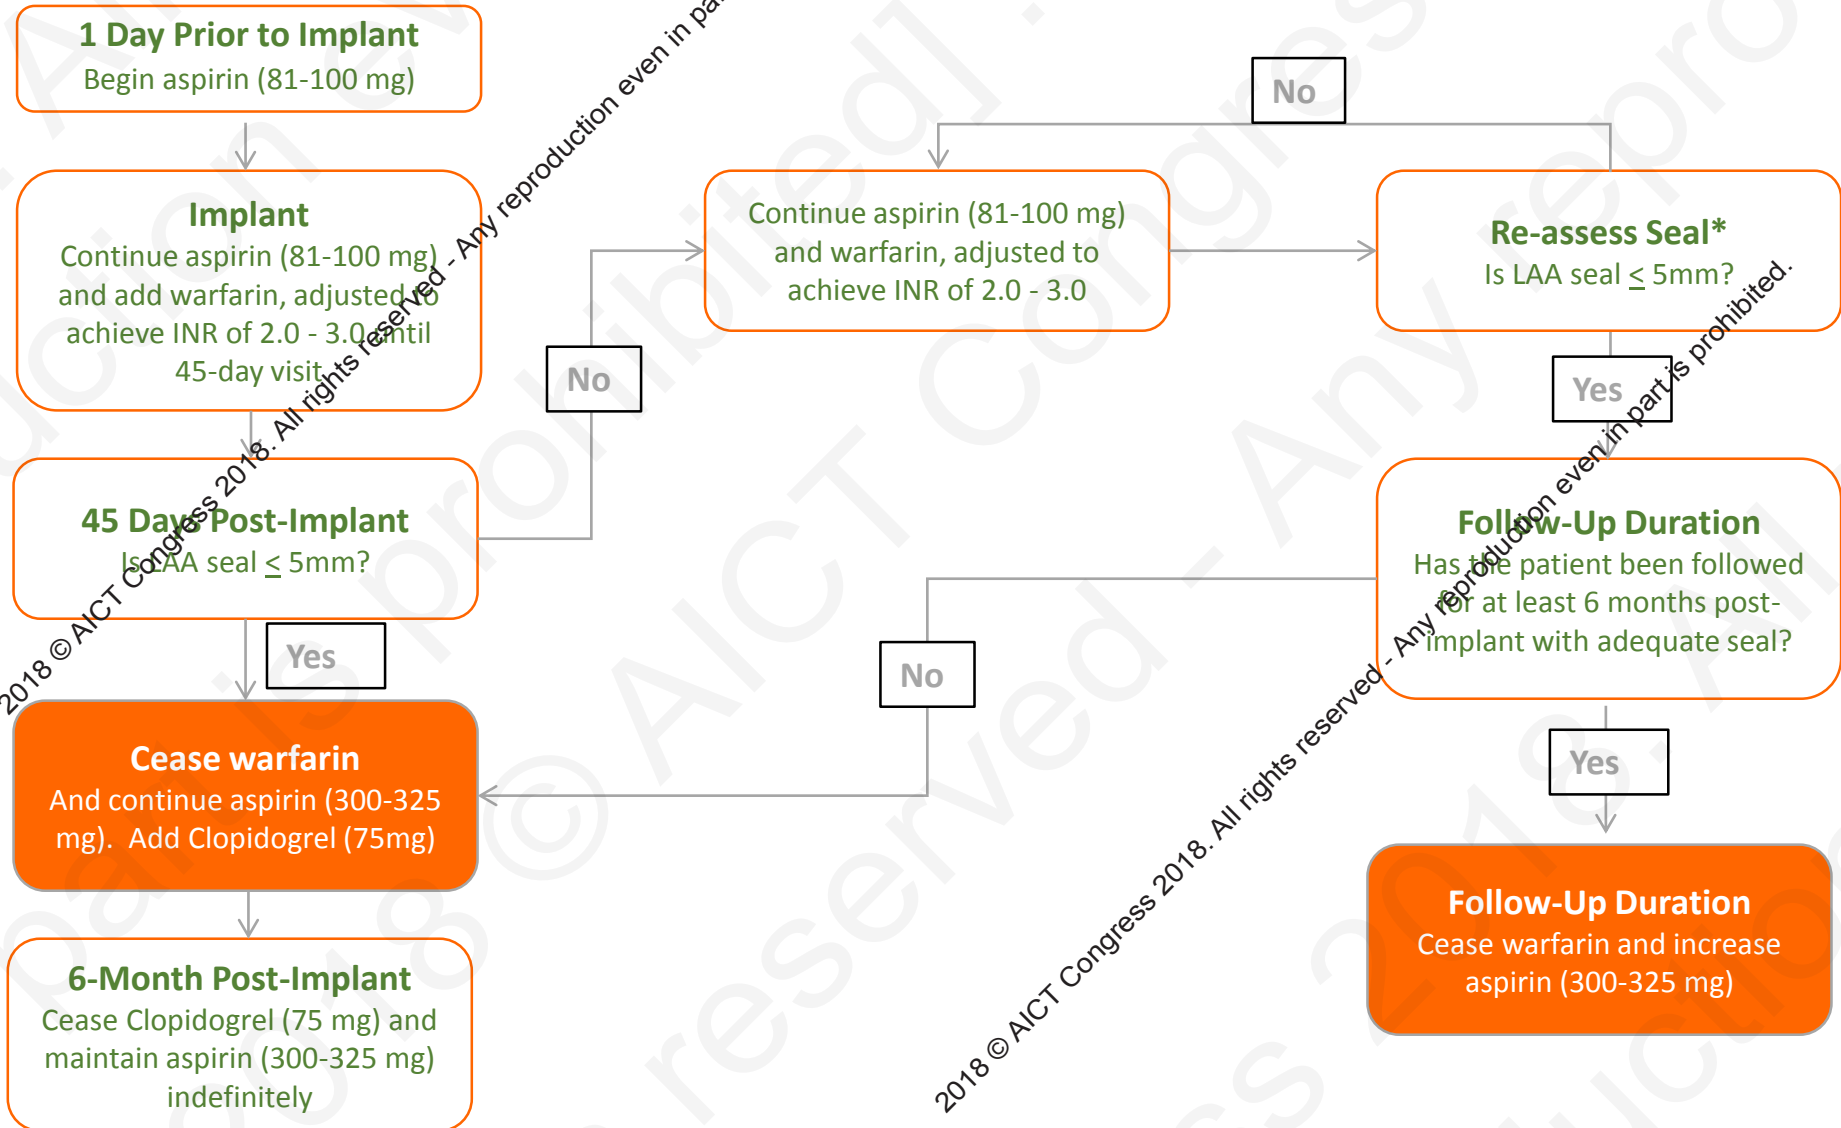 1 Day Prior to Implant
Begin aspirin (81-100 mg)
Implant
Continue aspirin (81-100 mg)
and add warfarin, adjusted to
achieve INR of 2.0 - 3.0 until
45-day visit
45 Days Post-Implant
Is LAA seal ≤ 5mm?
Yes
No
Cease warfarin
And continue aspirin (300-325
mg). Add Clopidogrel (75mg)
6-Month Post-Implant
Cease Clopidogrel (75 mg) and
maintain aspirin (300-325 mg)
indefinitely
Continue aspirin (81-100 mg)
and warfarin, adjusted to
achieve INR of 2.0 - 3.0
No
Re-assess Seal*
Is LAA seal ≤ 5mm?
Yes
Follow-Up Duration
Has the patient been followed
for at least 6 months post-
implant with adequate seal?
No
Yes
Follow-Up Duration
Cease warfarin and increase
aspirin (300-325 mg)
2018 © AICT Congress 2018. All rights reserved - Any reproduction even in
2018 © AICT Congress 2018. All rights reserved - Any reproduction even in part is prohibited.